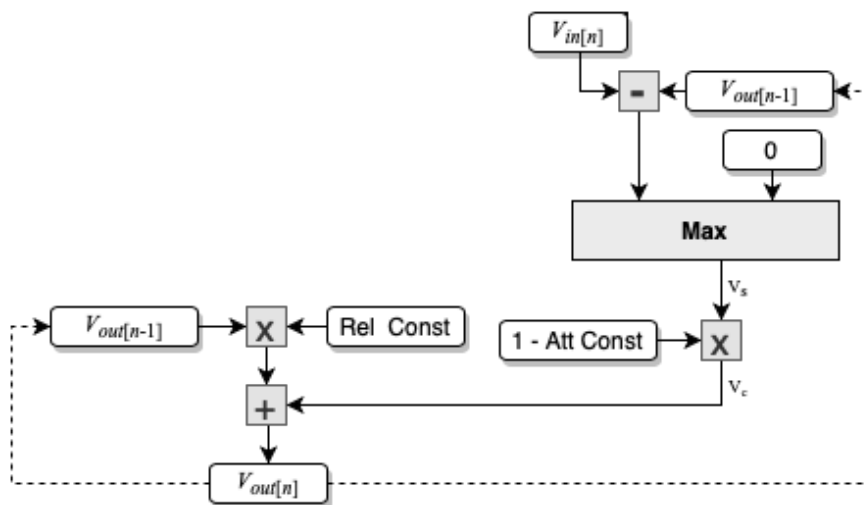 V_in[n]
- V_out[n-1]
0
Max
V_s
V_out[n-1] X Rel Const 1 - Att Const X
V_c
+
V_out[n]